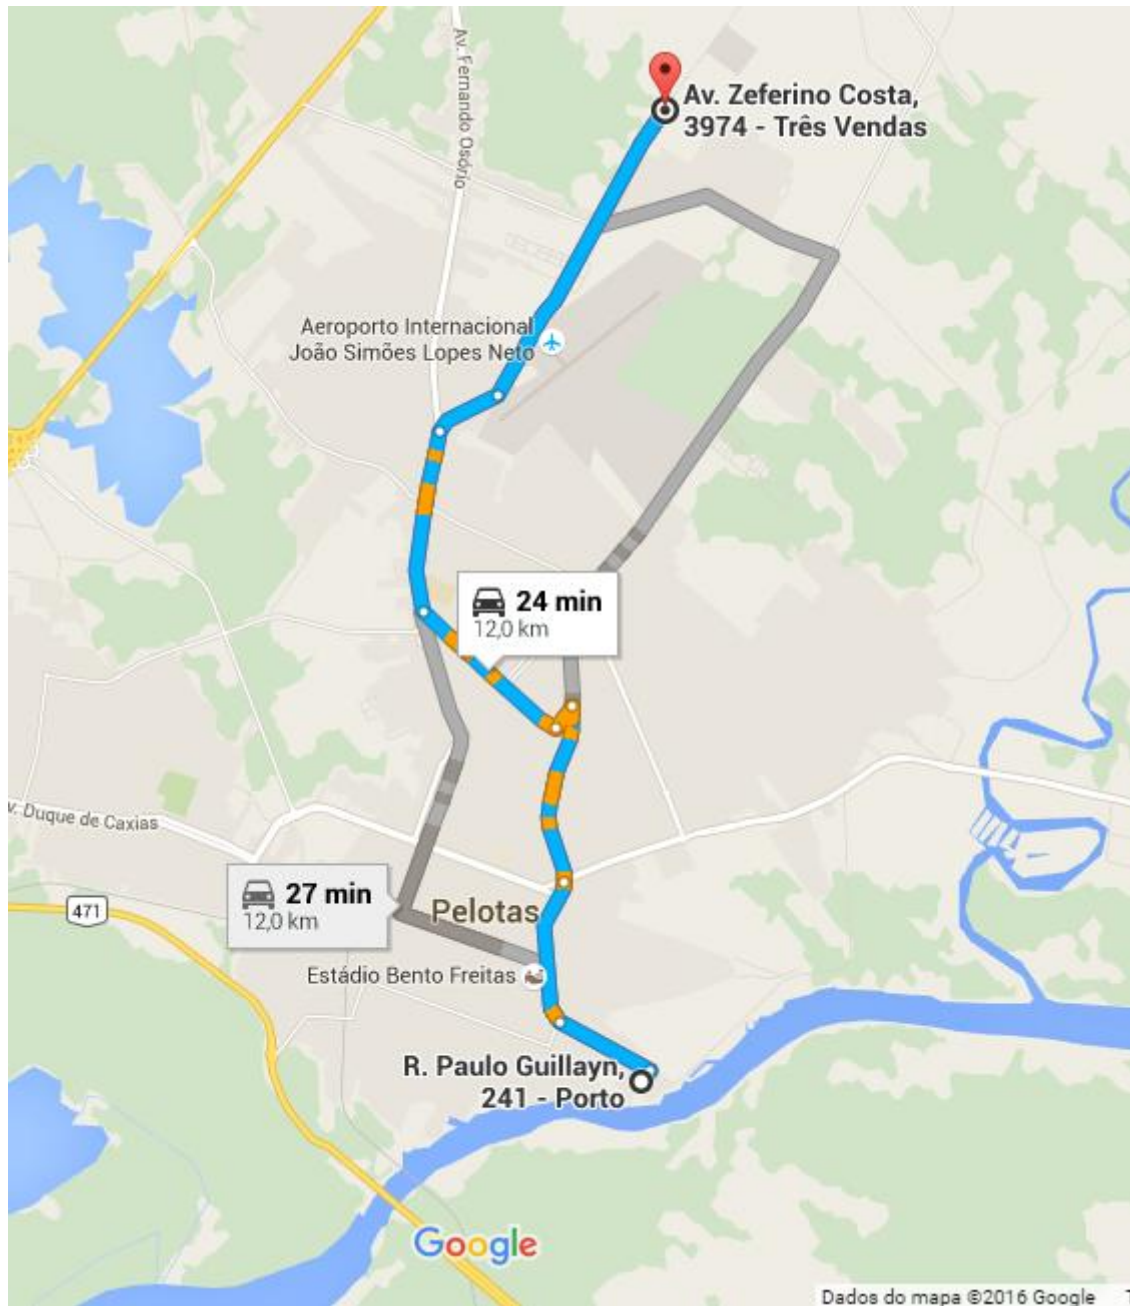 Av. Fernando Osório
Av. Zeferino Costa,
3974 - Três Vendas
Aeroporto Internacional
João Simões Lopes Neto
24 min
12,0 km
v. Duque de Caxias
27 min
12,0 km
471
Pelotas
Estádio Bento Freitas
R. Paulo Guillayn,
241 - Porto
Google
Dados do mapa ©2016 Google